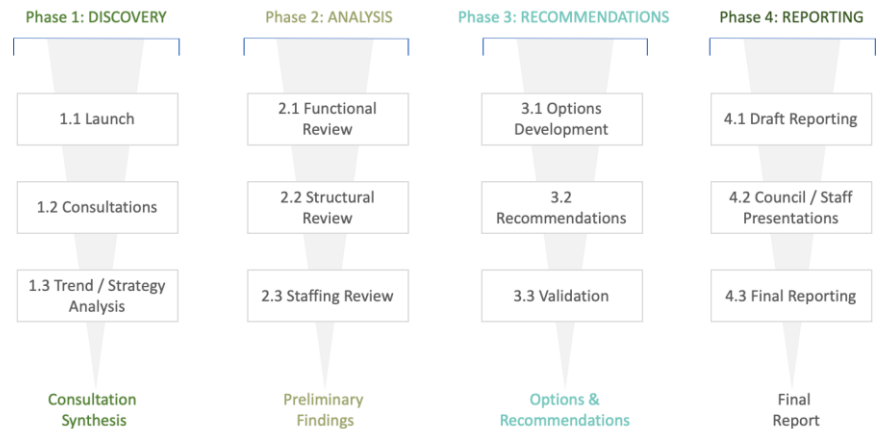 Phase 1: DISCOVERY
1.1 Launch
1.2 Consultations
1.3 Trend / Strategy
Analysis
Consultation
Synthesis
Phase 2: ANALYSIS
2.1 Functional
Review
2.2 Structural
Review
2.3 Staffing Review
Preliminary
Findings
Phase 3: RECOMMENDATIONS
3.1 Options
Development
3.2
Recommendations
3.3 Validation
Options &
Recommendations
Phase 4: REPORTING
4.1 Draft Reporting
4.2 Council / Staff
Presentations
4.3 Final Reporting
Final
Report